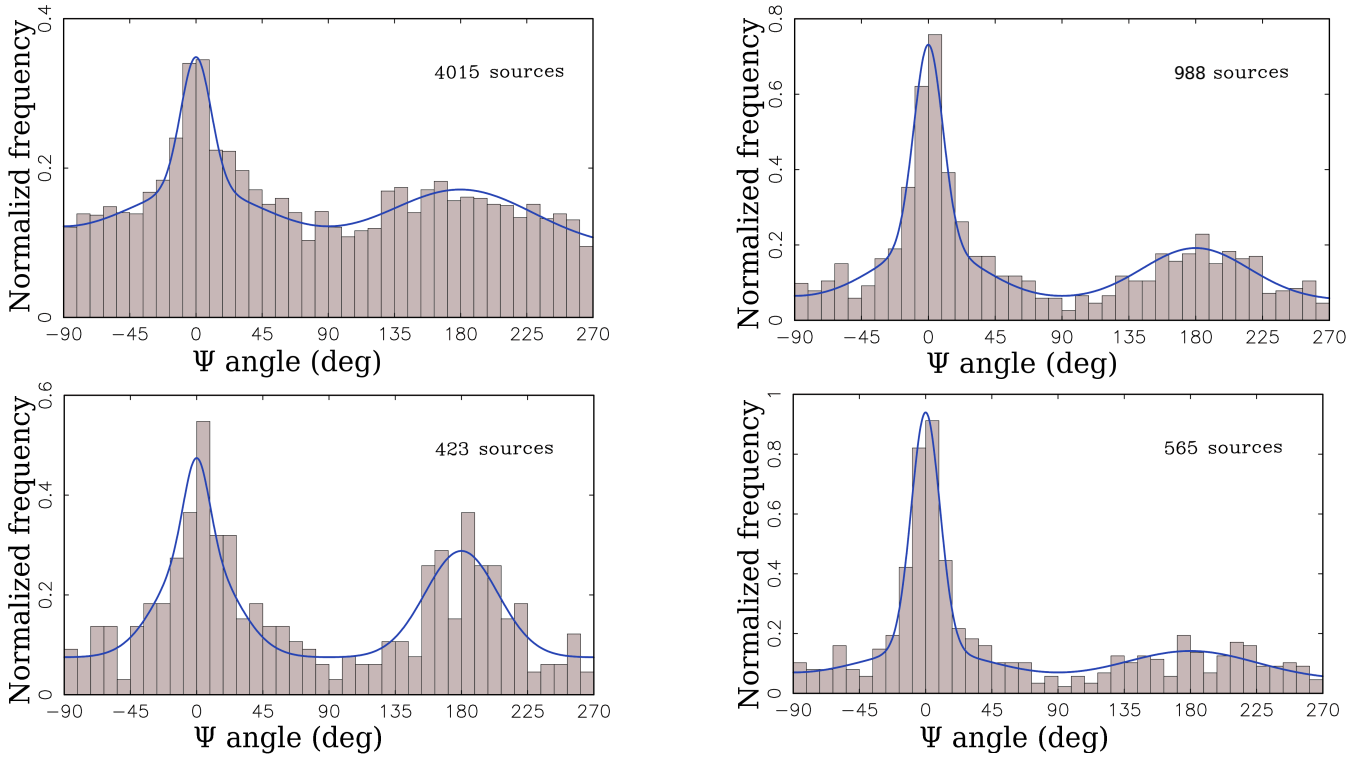 0.4
4015 sources
0.2
0
Normalizd frequency
−90 −45 0 45 90 135 180 225 270
Ψ angle (deg)
0.8
988 sources
0.6
0.4
0.2
0
Normalized frequency
−90 −45 0 45 90 135 180 225 270
Ψ angle (deg)
0.6
423 sources
0.4
0.2
0
Normalized frequency
−90 −45 0 45 90 135 180 225 270
Ψ angle (deg)
1
565 sources
0.8
0.6
0.4
0.2
0
Normalized frequency
−90 −45 0 45 90 135 180 225 270
Ψ angle (deg)